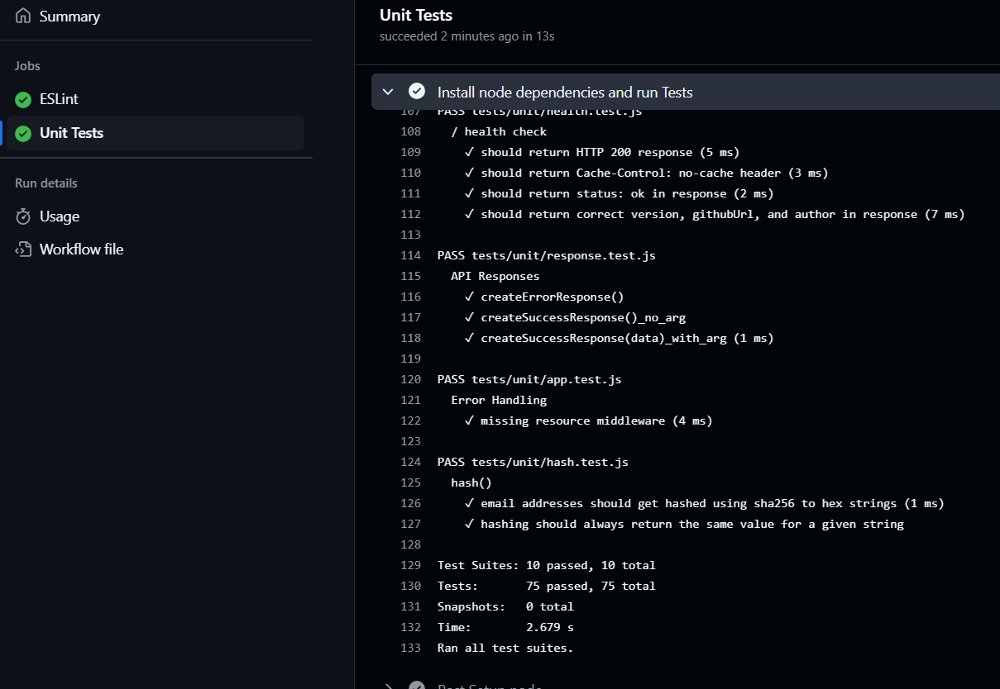 Summary
Jobs
ESLint
Unit Tests
Run details
Usage
Workflow file
Unit Tests
succeeded 2 minutes ago in 13s
Install node dependencies and run Tests
107 PASS tests/unit/health.test.js
108 / health check
109 ✓ should return HTTP 200 response (5 ms)
110 ✓ should return Cache-Control: no-cache header (3 ms)
111 ✓ should return status: ok in response (2 ms)
112 ✓ should return correct version, githubUrl, and author in response (7 ms)
113
114 PASS tests/unit/response.test.js
115 API Responses
116 ✓ createErrorResponse()
117 ✓ createSuccessResponse()_no_arg
118 ✓ createSuccessResponse(data)_with_arg (1 ms)
119
120 PASS tests/unit/app.test.js
121 Error Handling
122 ✓ missing resource middleware (4 ms)
123
124 PASS tests/unit/hash.test.js
125 hash()
126 ✓ email addresses should get hashed using sha256 to hex strings (1 ms)
127 ✓ hashing should always return the same value for a given string
128
129 Test Suites: 10 passed, 10 total
130 Tests: 75 passed, 75 total
131 Snapshots: 0 total
132 Time: 2.679 s
133 Ran all test suites.
Post Setup node